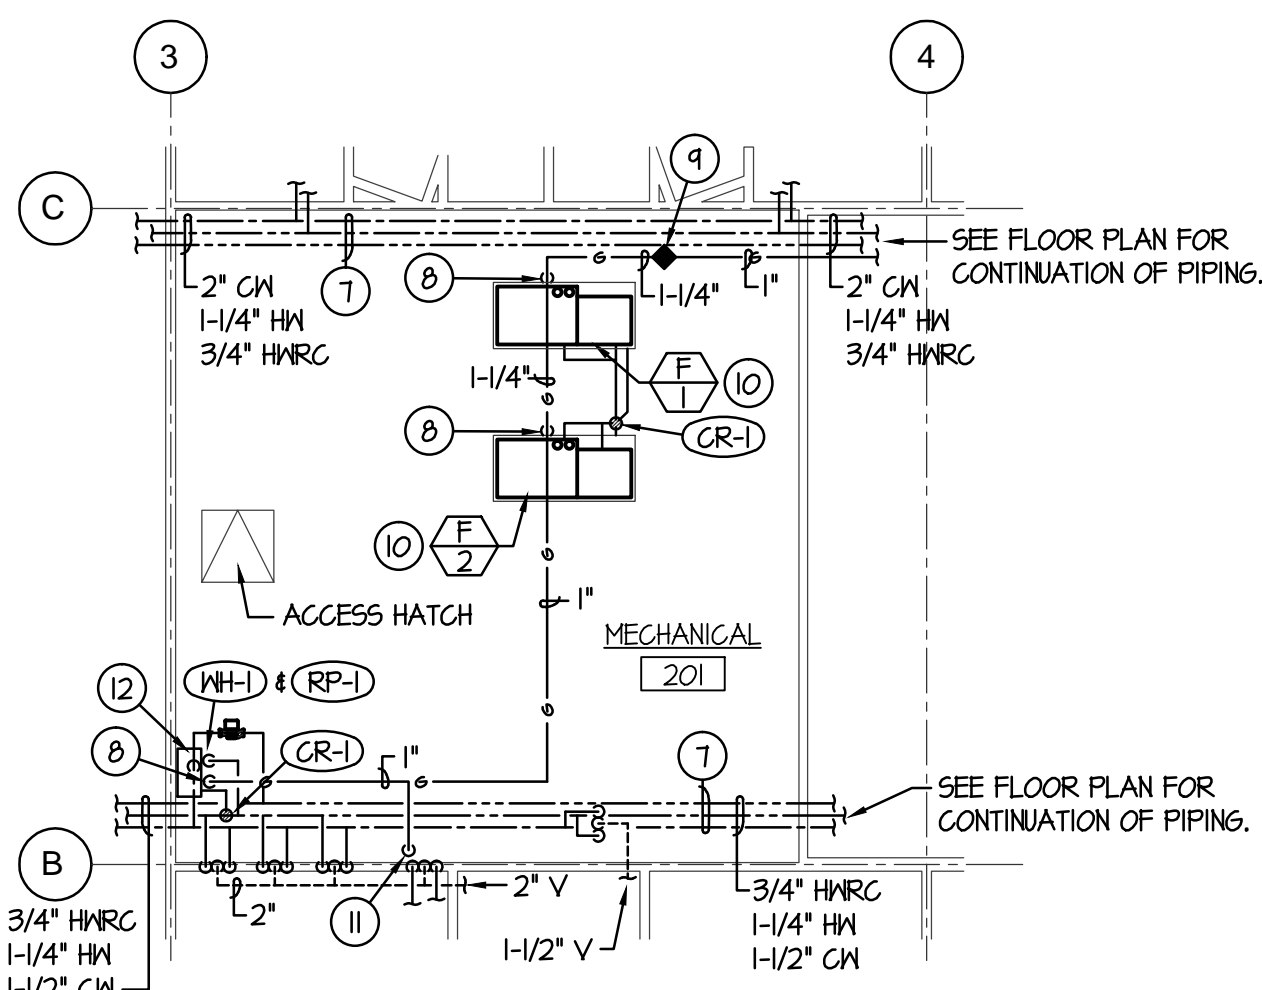 3
4
9
C
SEE FLOOR PLAN FOR
CONTINUATION OF PIPING.
8
7
G
G
2" CW
1-1/4" HW
3/4" HWRC
1-1/4"
1"
2" CW
1-1/4" HW
3/4" HWRC
F
1
10
1-1/4"
G
8
CR-1
10
F
2
G
1"
ACCESS HATCH
MECHANICAL
201
12
WH-1 & RP-1
G
8
CR-1
1"
7
G
G
SEE FLOOR PLAN FOR
CONTINUATION OF PIPING.
B
2" V
2"
11
3/4" HWRC
1-1/4" HW
1-1/2" CW
1-1/2" V
3/4" HWRC
1-1/4" HW
1-1/2" CW